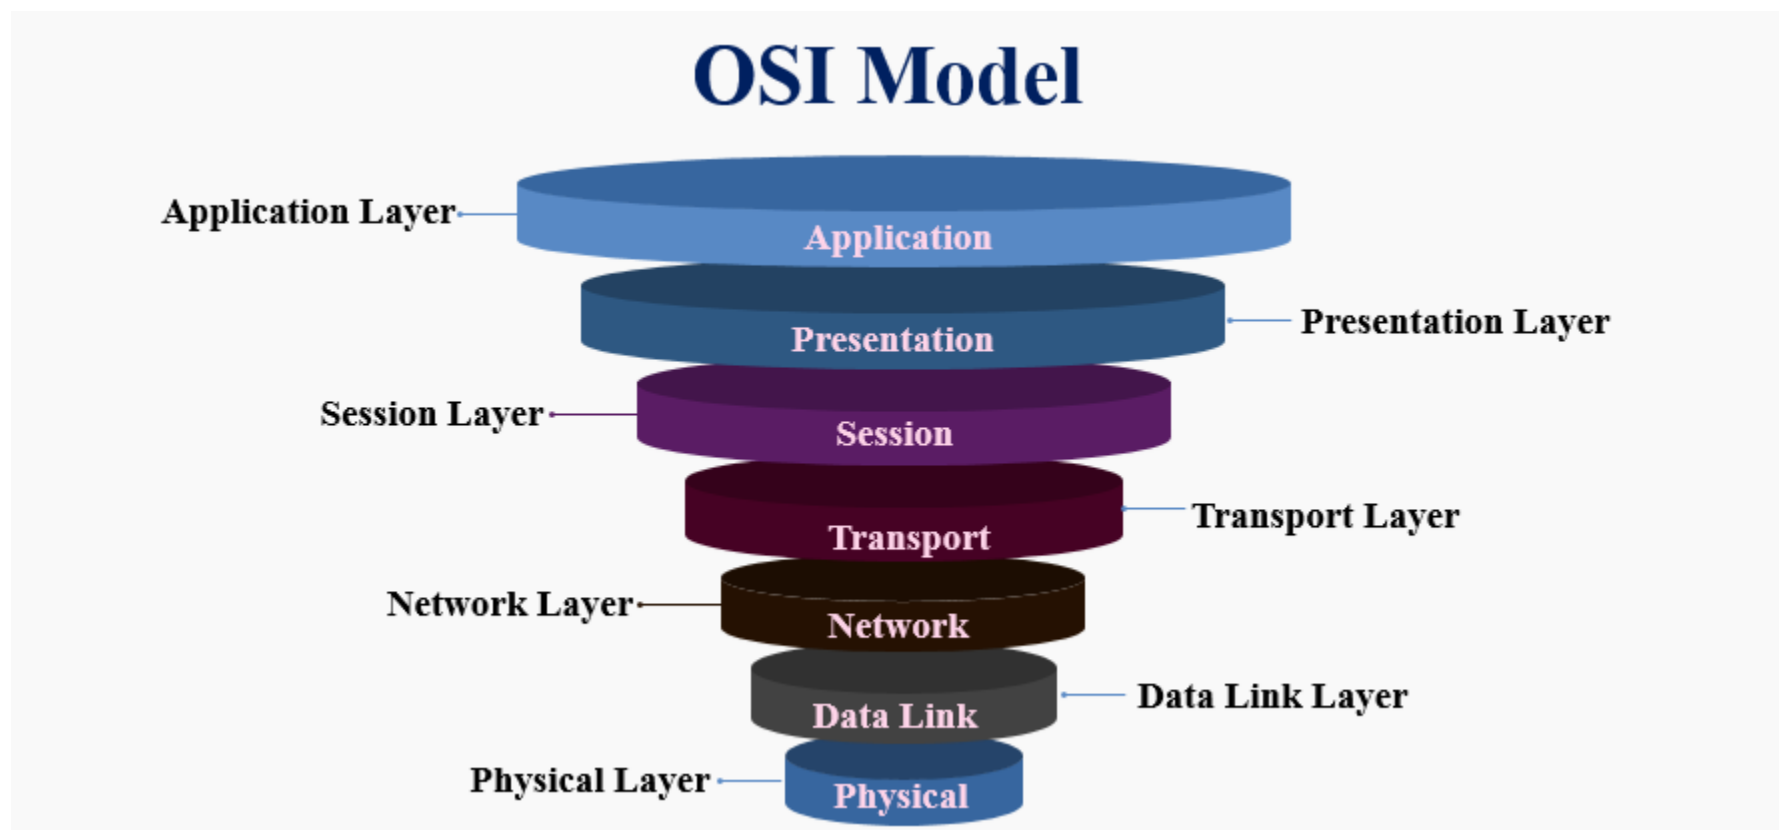 OSI Model
Application Layer
Application
Presentation
Presentation Layer
Session Layer
Session
Transport
Transport Layer
Network Layer
Network
Data Link
Data Link Layer
Physical Layer
Physical